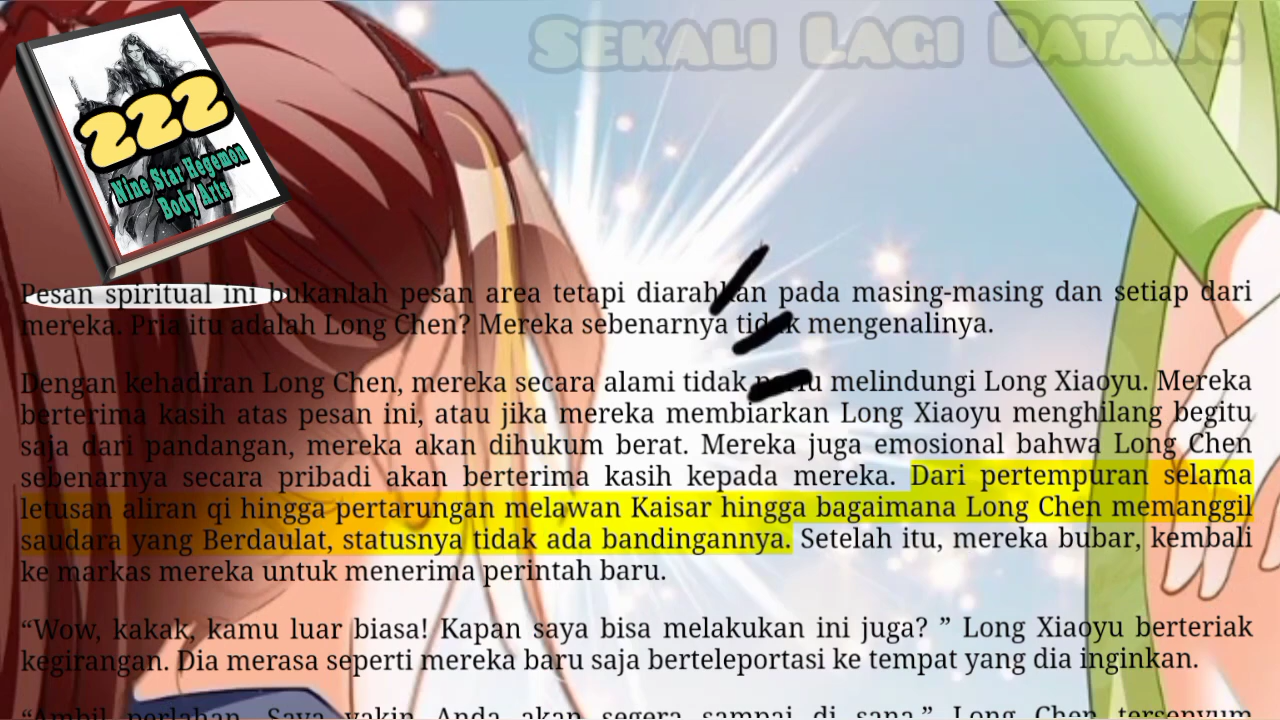 SEKALI LAGI DATANG
222
Nine Star Hegemon
Body Arts
Pesan spiritual ini bukanlah pesan area tetapi diarahkan pada masing-masing dan setiap dari
mereka. Pria itu adalah Long Chen? Mereka sebenarnya tidak mengenalinya.
Dengan kehadiran Long Chen, mereka secara alami tidak perlu melindungi Long Xiaoyu. Mereka
berterima kasih atas pesan ini, atau jika mereka membiarkan Long Xiaoyu menghilang begitu
saja dari pandangan, mereka akan dihukum berat. Mereka juga emosional bahwa Long Chen
sebenarnya secara pribadi akan berterima kasih kepada mereka. Dari pertempuran selama
letusan aliran qi hingga pertarungan melawan Kaisar hingga bagaimana Long Chen memanggil
saudara yang Berdaulat, statusnya tidak ada bandingannya. Setelah itu, mereka bubar, kembali
ke markas mereka untuk menerima perintah baru.
“Wow, kakak, kamu luar biasa! Kapan saya bisa melakukan ini juga? ” Long Xiaoyu berteriak
kegirangan. Dia merasa seperti mereka baru saja berteleportasi ke tempat yang dia inginkan.
“Ambil perlahan. Saya yakin Anda akan segera sampai di sana.” Long Chen tersenyum